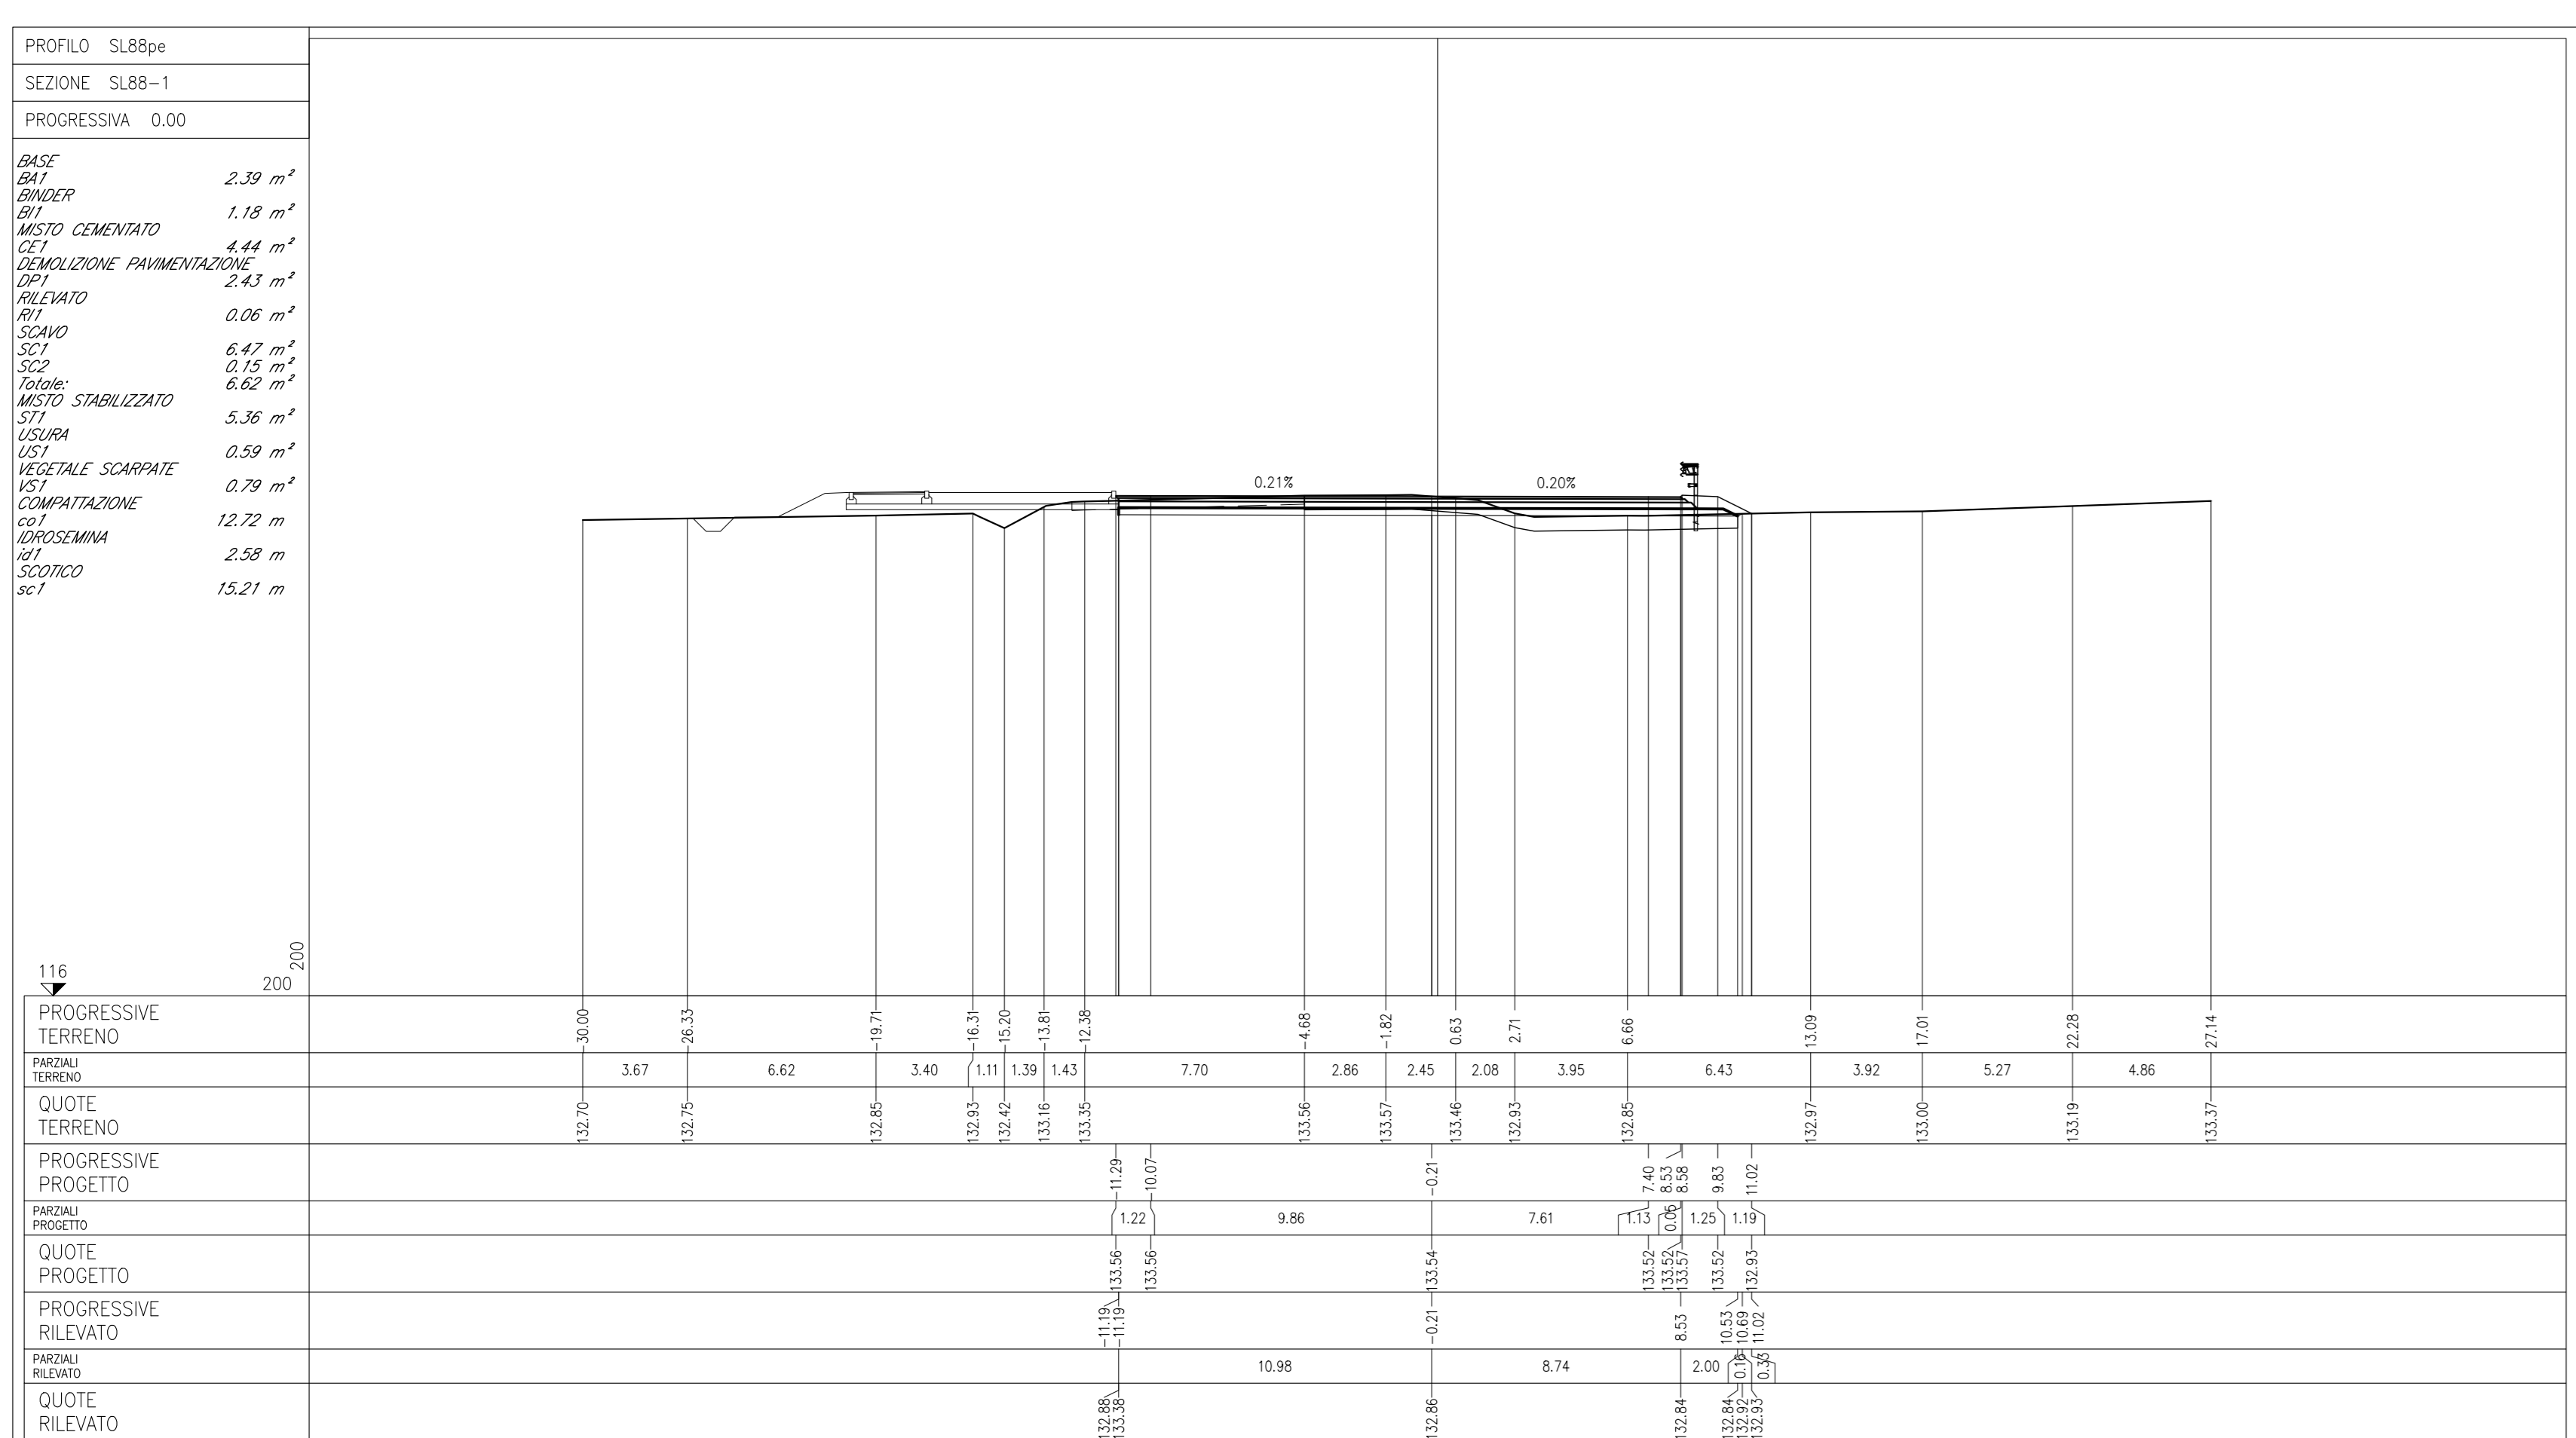 PROFILO SL88pe
SEZIONE SL88-1
PROGRESSIVA 0.00
BASE
BA1 2.39 m²
BINDER
BI1 1.18 m²
MISTO CEMENTATO
CE1 4.44 m²
DEMOLIZIONE PAVIMENTAZIONE
DP1 2.43 m²
RILEVATO
RI1 0.06 m²
SCAVO
SC1 6.47 m²
SC2 0.15 m²
Totale: 6.62 m²
MISTO STABILIZZATO
ST1 5.36 m²
USURA
US1 0.59 m²
VEGETALE SCARPATE
VS1 0.79 m²
COMPATTAZIONE
co1 12.72 m
IDROSEMINA
id1 2.58 m
SCOTICO
sc1 15.21 m
0.21% 0.20%
116
200
200
PROGRESSIVE
TERRENO
-30.00 -26.33 -19.71 -16.31 -15.20 -13.81 -12.38 -4.68 -1.82 0.63 2.71 6.66 13.09 17.01 22.28 27.14
PARZIALI
TERRENO
3.67 6.62 3.40 1.11 1.39 1.43 7.70 2.86 2.45 2.08 3.95 6.43 3.92 5.27 4.86
QUOTE
TERRENO
132.70 132.75 132.85 132.93 132.42 133.16 133.35 133.56 133.57 133.46 132.93 132.85 132.97 133.00 133.19 133.37
PROGRESSIVE
PROGETTO
-11.29 -10.07 -0.21 7.40 8.53 8.58 9.83 11.02
PARZIALI
PROGETTO
1.22 9.86 7.61 1.13 0.05 1.25 1.19
QUOTE
PROGETTO
133.56 133.56 133.54 133.52 133.52 133.57 133.52 132.93
PROGRESSIVE
RILEVATO
-11.19 -11.19 -0.21 8.53 10.53 10.69 11.02
PARZIALI
RILEVATO
10.98 8.74 2.00 0.16 0.33
QUOTE
RILEVATO
132.88 133.38 132.86 132.84 132.84 132.92 132.93